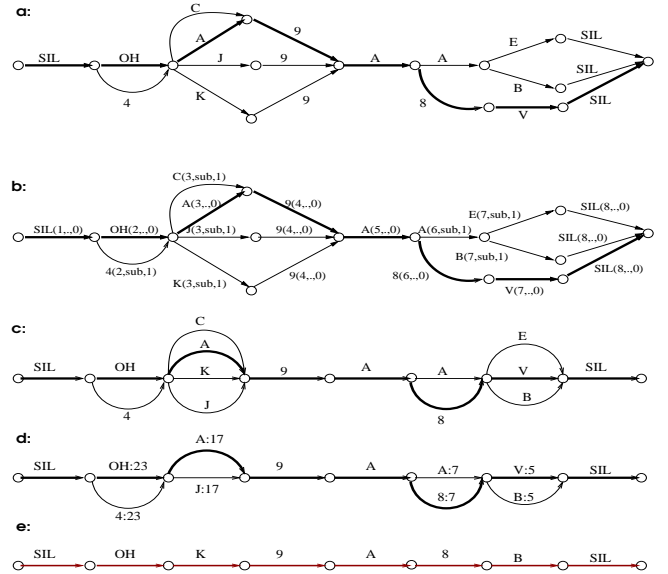 a:
C
SIL OH A 9 A A E SIL
J 9
4 K 9 8 B SIL
V SIL
b:
C(3,sub,1)
A(3,.,0) 9(4,.,0) E(7,sub,1) SIL(8,.,0)
SIL(1,.,0) OH(2,.,0) J(3,sub,1) 9(4,.,0) A(5,.,0) A(6,sub,1) SIL(8,.,0)
4(2,sub,1) K(3,sub,1) 9(4,.,0) 8(6,.,0) B(7,sub,1) V(7,.,0) SIL(8,.,0)
c:
C E
SIL OH A 9 A A V SIL
K
4 J 8 B
d:
A:17
SIL OH:23 9 A A:7 V:5 SIL
4:23 J:17 8:7 B:5
e:
SIL OH K 9 A 8 B SIL